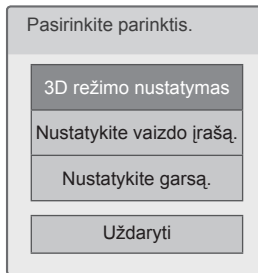 Pasirinkite parinktis.
3D režimo nustatymas
Nustatykite vaizdo įrašą.
Nustatykite garsą.
Uždaryti